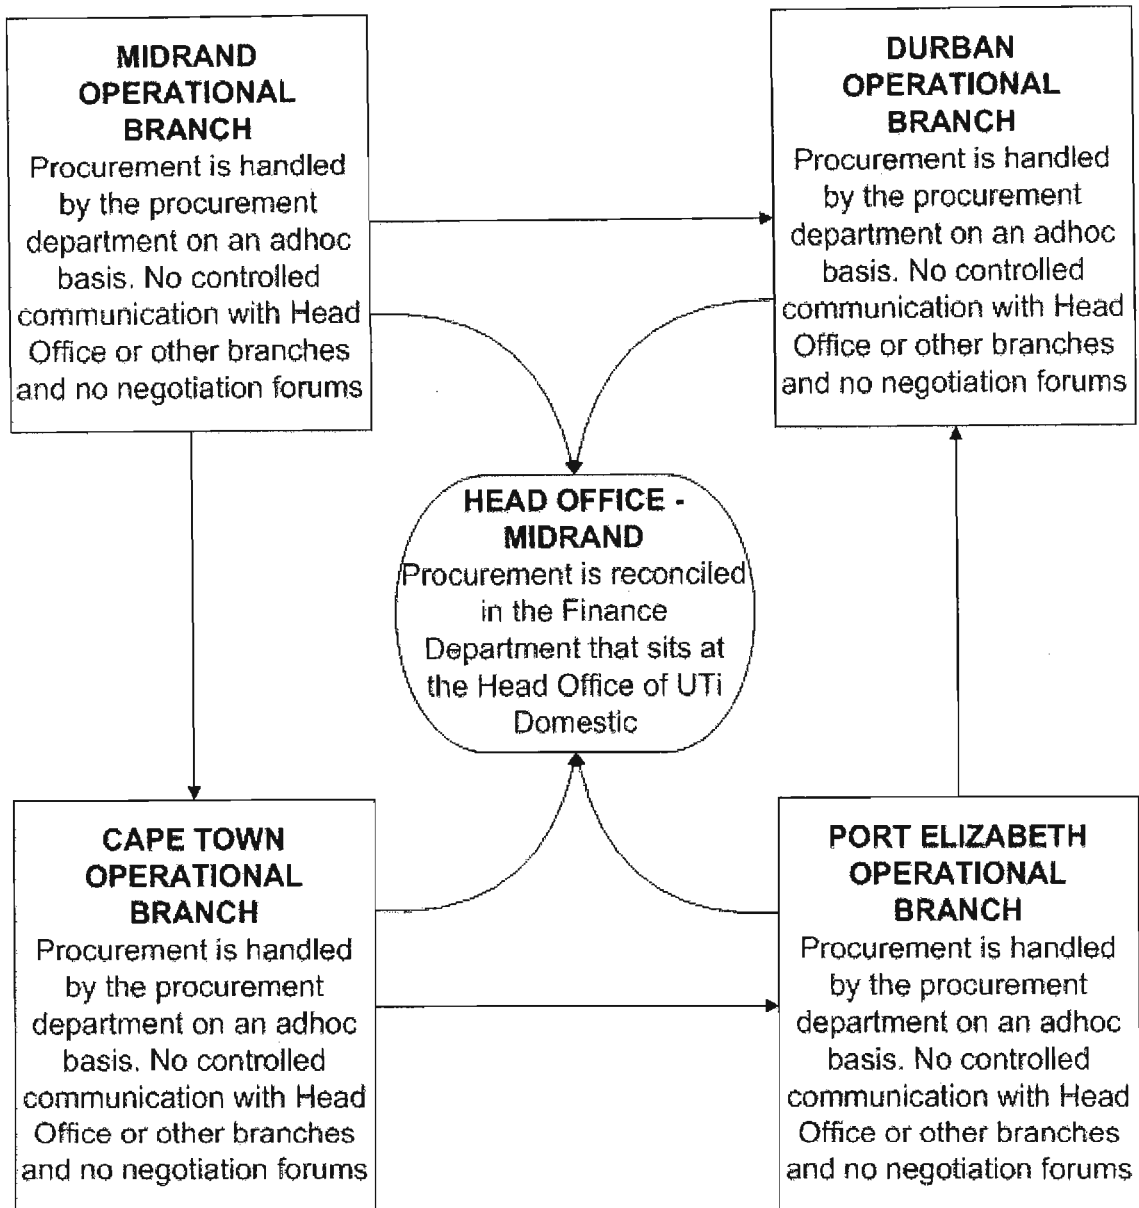 MIDRAND
OPERATIONAL
BRANCH
Procurement is handled
by the procurement
department on an adhoc
basis. No controlled
communication with Head
Office or other branches
and no negotiation forums
DURBAN
OPERATIONAL
BRANCH
Procurement is handled
by the procurement
department on an adhoc
basis. No controlled
communication with Head
Office or other branches
and no negotiation forums
HEAD OFFICE -
MIDRAND
Procurement is reconciled
in the Finance
Department that sits at
the Head Office of UTi
Domestic
CAPE TOWN
OPERATIONAL
BRANCH
Procurement is handled
by the procurement
department on an adhoc
basis. No controlled
communication with Head
Office or other branches
and no negotiation forums
PORT ELIZABETH
OPERATIONAL
BRANCH
Procurement is handled
by the procurement
department on an adhoc
basis. No controlled
communication with Head
Office or other branches
and no negotiation forums